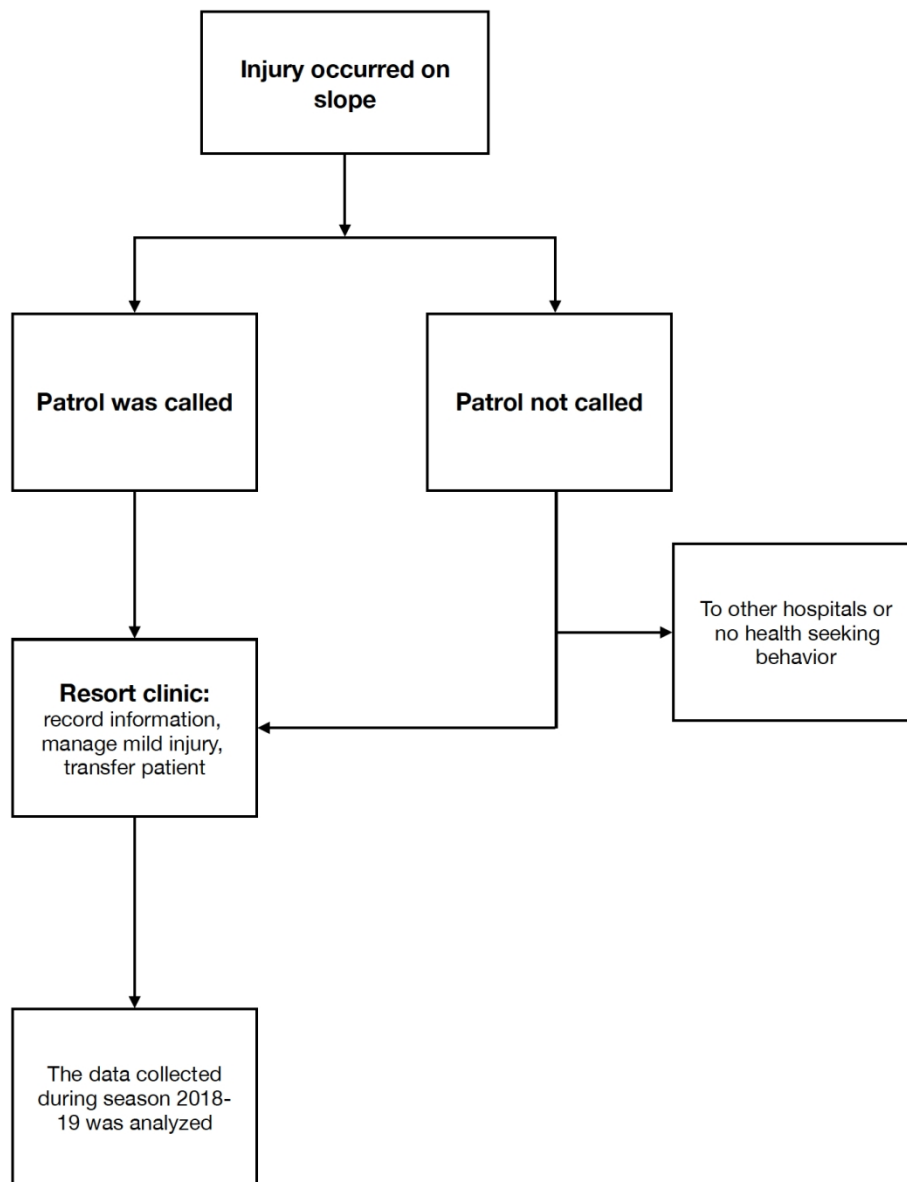 Injury occurred on
slope
Patrol was called
Patrol not called
To other hospitals or
no health seeking
behavior
Resort clinic:
record information,
manage mild injury,
transfer patient
The data collected
during season 2018-
19 was analyzed